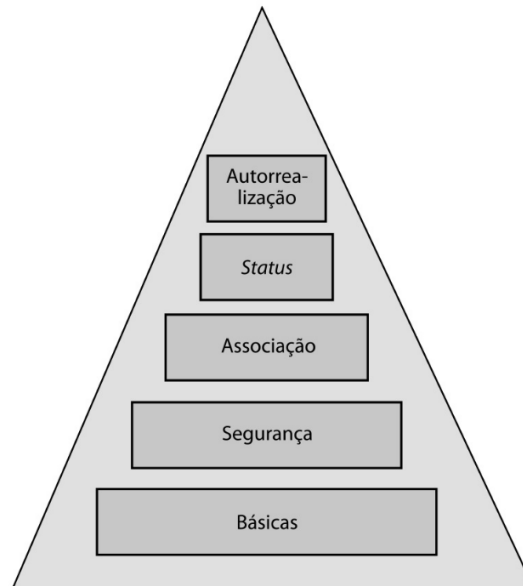 Autorrea-
lização
Status
Associação
Segurança
Básicas